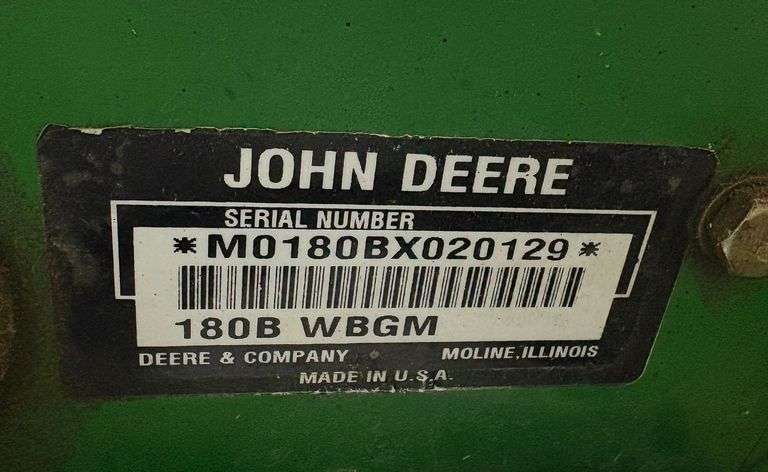 JOHN DEERE
SERIAL NUMBER
*M0180BX020129*
180B WBGM
DEERE & COMPANY MOLINE, ILLINOIS
MADE IN U.S.A.